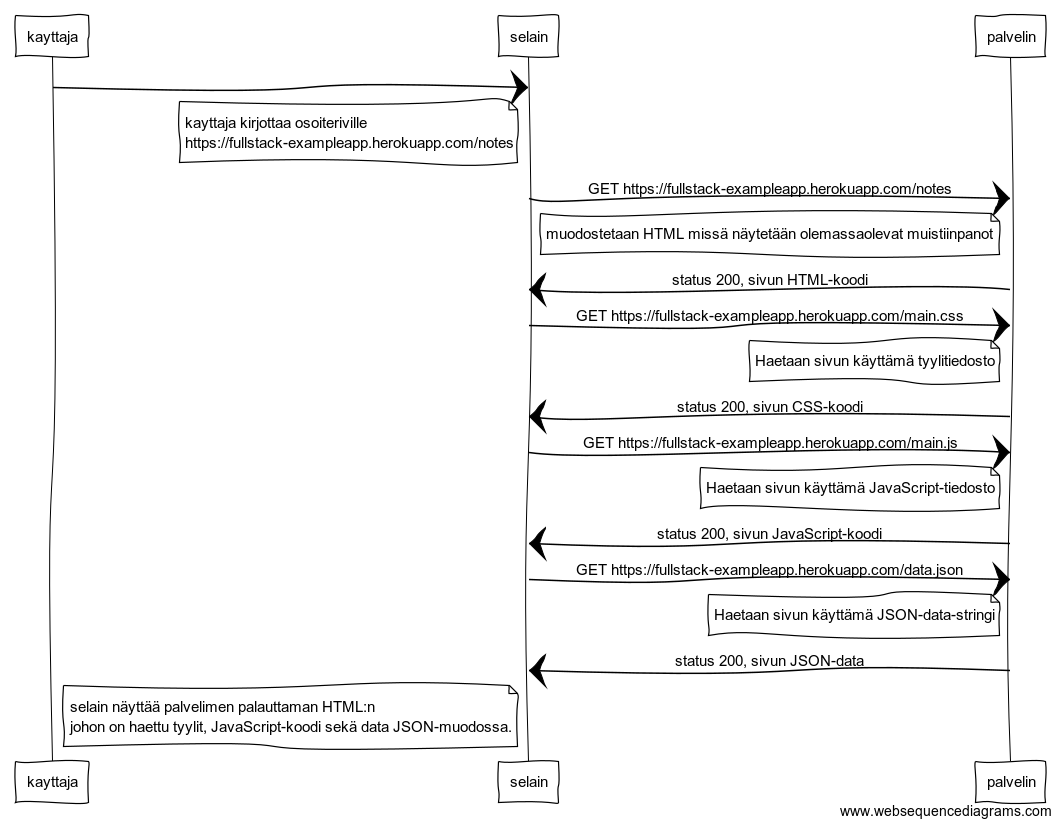 kayttaja
selain
palvelin
kayttaja kirjottaa osoiteriville
https://fullstack-exampleapp.herokuapp.com/notes
GET https://fullstack-exampleapp.herokuapp.com/notes
muodostetaan HTML missä näytetään olemassaolevat muistiinpanot
status 200, sivun HTML-koodi
GET https://fullstack-exampleapp.herokuapp.com/main.css
Haetaan sivun käyttämä tyylitiedosto
status 200, sivun CSS-koodi
GET https://fullstack-exampleapp.herokuapp.com/main.js
Haetaan sivun käyttämä JavaScript-tiedosto
status 200, sivun JavaScript-koodi
GET https://fullstack-exampleapp.herokuapp.com/data.json
Haetaan sivun käyttämä JSON-data-stringi
status 200, sivun JSON-data
selain näyttää palvelimen palauttaman HTML:n
johon on haettu tyylit, JavaScript-koodi sekä data JSON-muodossa.
kayttaja
selain
palvelin
www.websequencediagrams.com